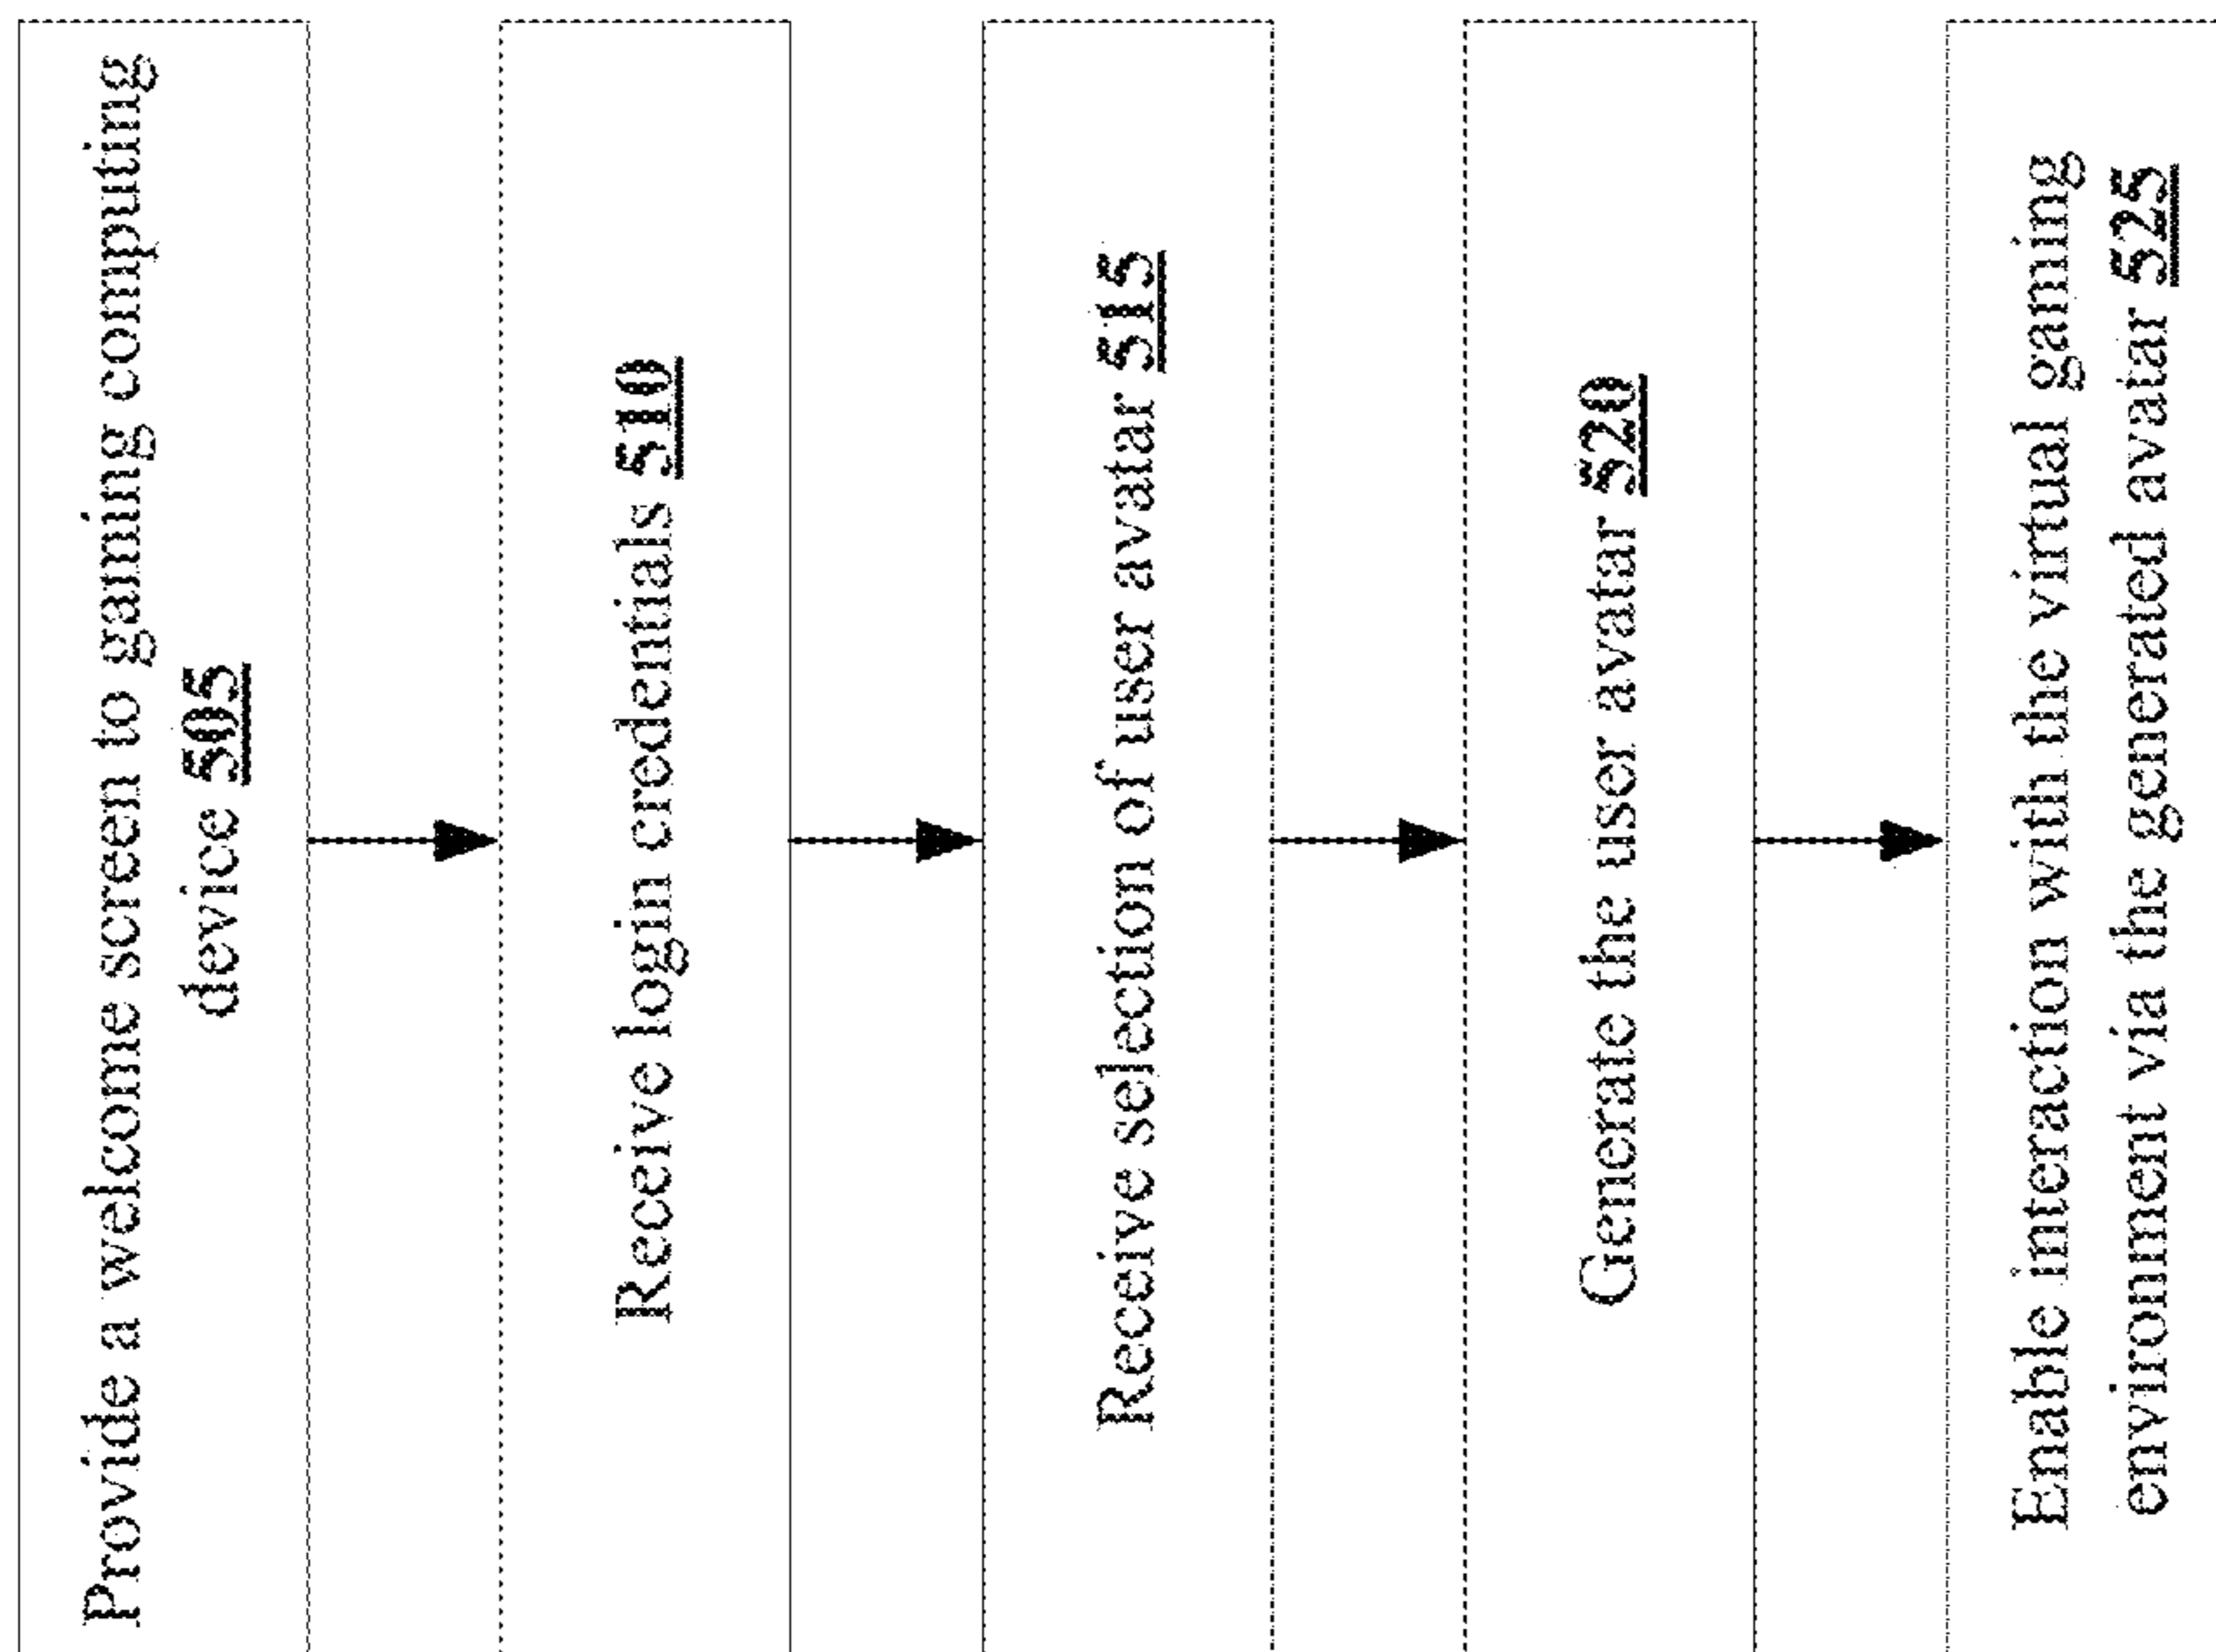 Provide a welcome screen to gaming computing
device 505
Receive login credentials 510
Receive selection of user avatar 515
Generate the user avatar 520
Enable interaction with the virtual gaming
environment via the generated avatar 525